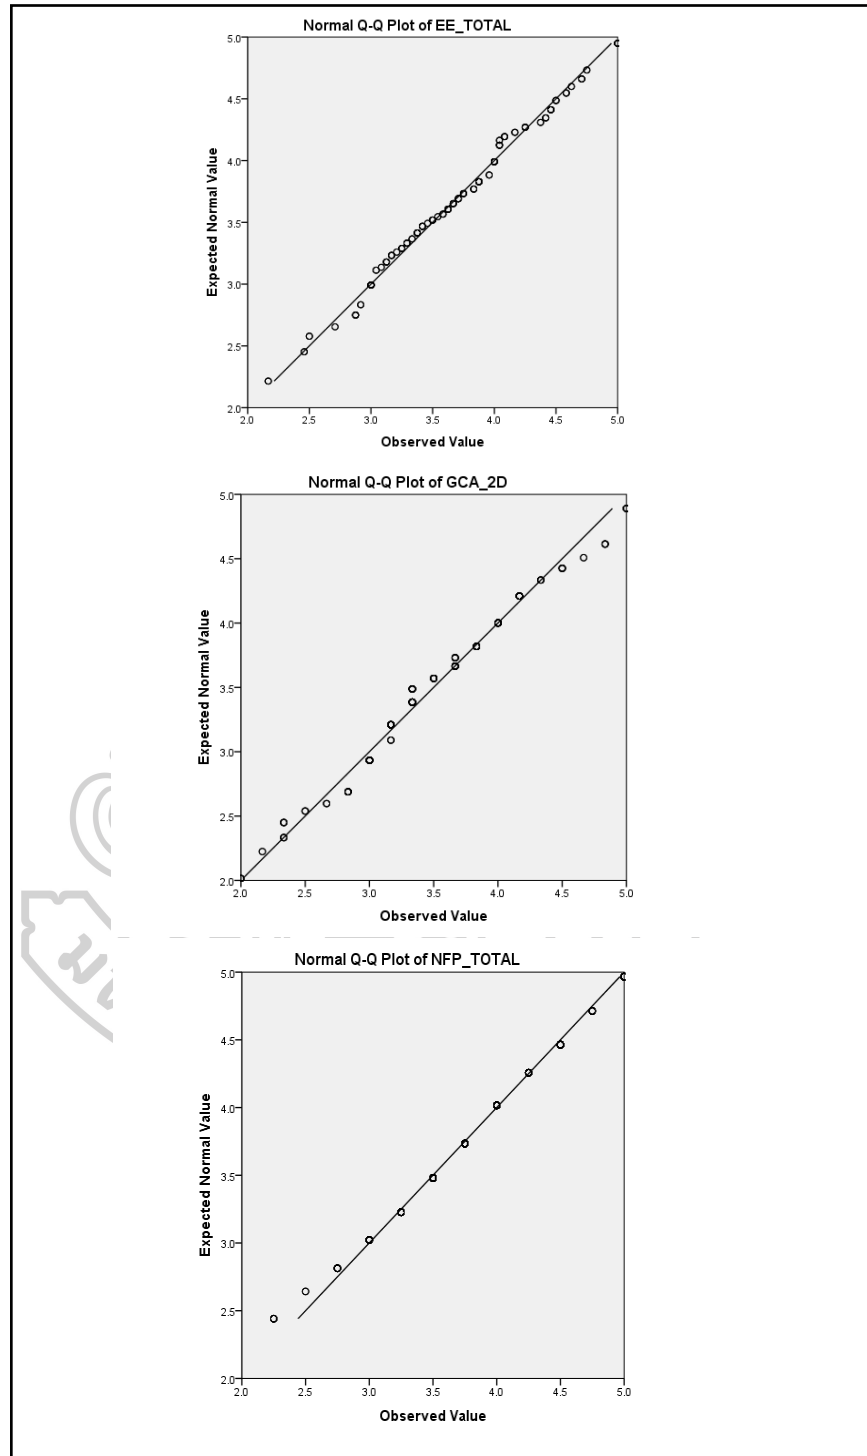 Normal Q-Q Plot of EE_TOTAL
5.0
4.5
4.0
3.5
3.0
2.5
2.0
Expected Normal Value
2.0 2.5 3.0 3.5 4.0 4.5 5.0
Observed Value
Normal Q-Q Plot of GCA_2D
5.0
4.5
4.0
3.5
3.0
2.5
2.0
Expected Normal Value
2.0 2.5 3.0 3.5 4.0 4.5 5.0
Observed Value
Normal Q-Q Plot of NFP_TOTAL
5.0
4.5
4.0
3.5
3.0
2.5
2.0
Expected Normal Value
2.0 2.5 3.0 3.5 4.0 4.5 5.0
Observed Value